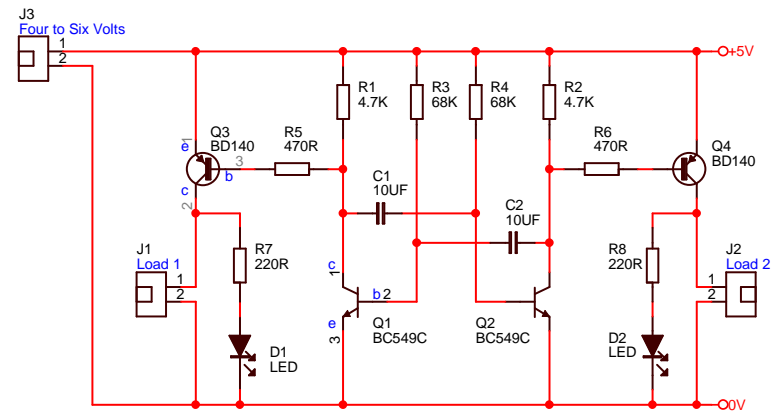 J3
Four to Six Volts
1
2
+5V
R1
4.7K
R3
68K
R4
68K
R2
4.7K
Q3
BD140
e
1
3
b
c
2
R5
470R
R6
470R
Q4
BD140
C1
10UF
C2
10UF
J1
Load 1
1
2
R7
220R
c
1
b 2
e
3
Q1
BC549C
Q2
BC549C
R8
220R
J2
Load 2
1
2
D1
LED
D2
LED
0V